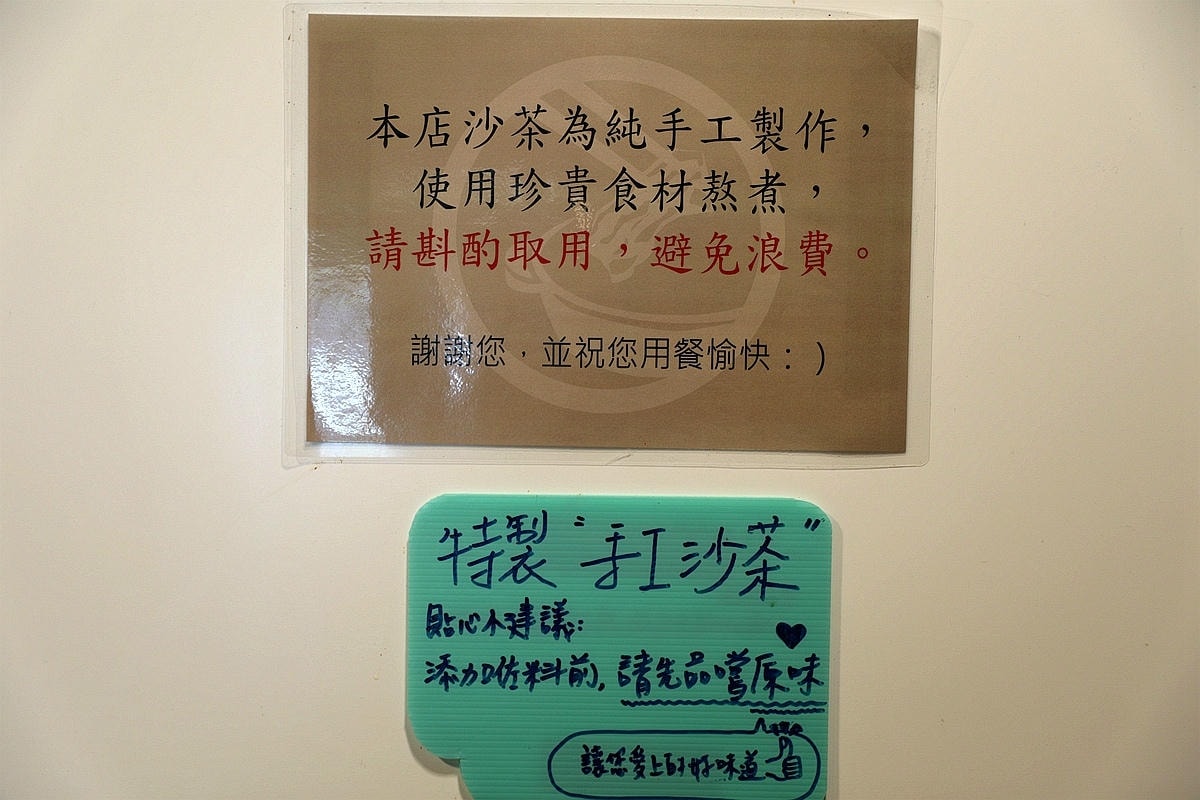 本店沙茶為純手工製作，
使用珍貴食材熬煮，
請斟酌取用，避免浪費。
謝謝您，並祝您用餐愉快：)
特製“手工沙茶”
貼心小建議：
添加佐料前，請先品嚐原味
讓您愛上的好味道